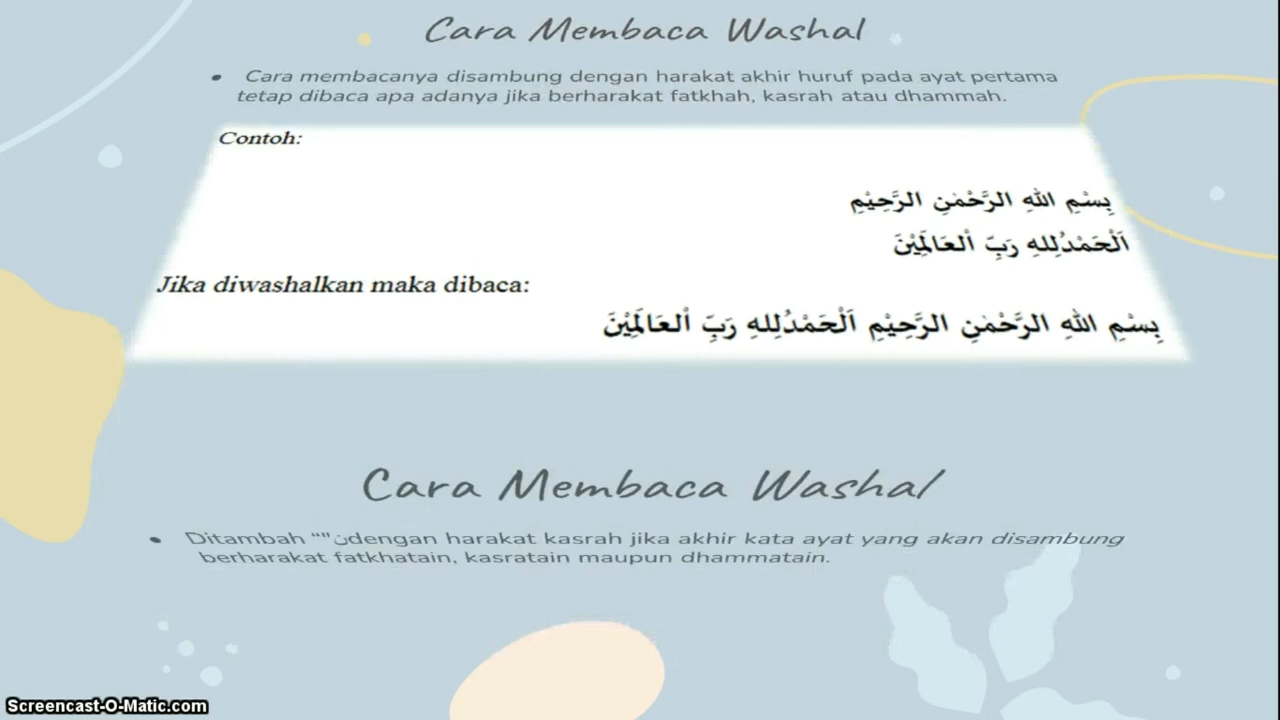 Cara Membaca Washal
• Cara membacanya disambung dengan harakat akhir huruf pada ayat pertama
tetap dibaca apa adanya jika berharakat fatkhah, kasrah atau dhammah.
Contoh:
بِسْمِ اللهِ الرَّحْمٰنِ الرَّحِيْمِ
اَلْحَمْدُلِلهِ رَبِّ الْعَالَمِيْنَ
Jika diwashalkan maka dibaca:
بِسْمِ اللهِ الرَّحْمٰنِ الرَّحِيْمِ اَلْحَمْدُلِلهِ رَبِّ الْعَالَمِيْنَ
Cara Membaca Washal
• Ditambah “"نdengan harakat kasrah jika akhir kata ayat yang akan disambung
berharakat fatkhatain, kasratain maupun dhammatain.
Screencast-O-Matic.com